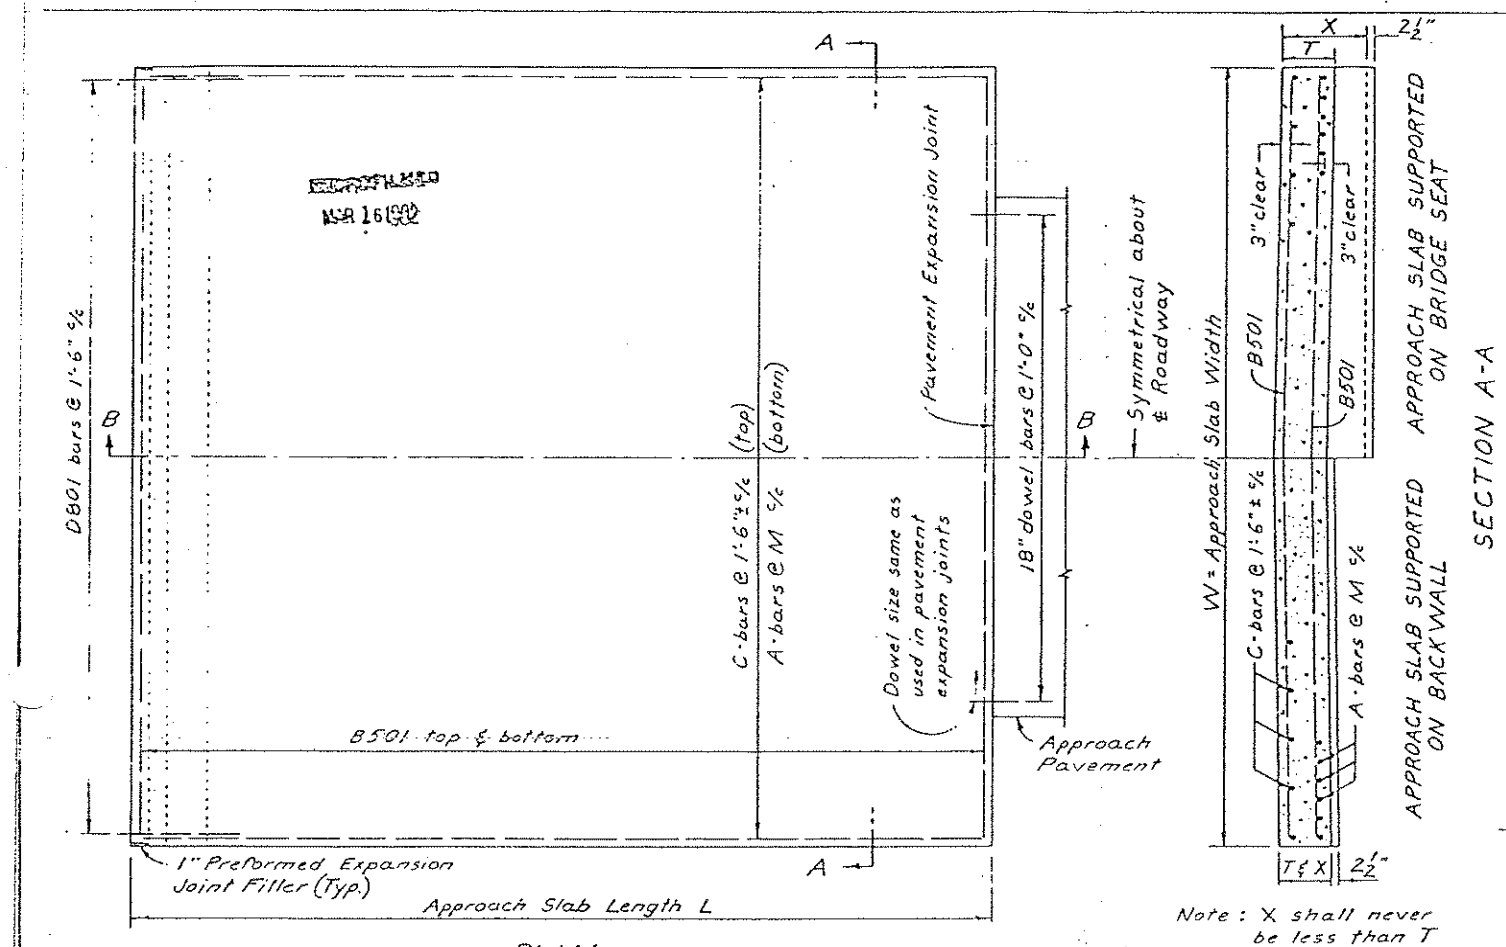 A
MAR 16 1982
D801 bars @ 1'-6" c/c
B
C-bars @ 1'-6"± c/c (top)
A-bars @ M c/c (bottom)
Pavement Expansion Joint
18" dowel bars @ 1'-0" c/c
Dowel size same as
used in pavement
expansion joints
B
Symmetrical about
℄ Roadway
B501 top & bottom
Approach
Pavement
1" Preformed Expansion
Joint Filler (Typ.)
A
Approach Slab Length L
W = Approach Slab Width
X
2½"
T
3" clear
3" clear
B501
B501
C-bars @ 1'-6"± c/c
A-bars @ M c/c
T & X
2½"
APPROACH SLAB SUPPORTED
ON BRIDGE SEAT
APPROACH SLAB SUPPORTED
ON BACKWALL
SECTION A-A
Note: X shall never
be less than T